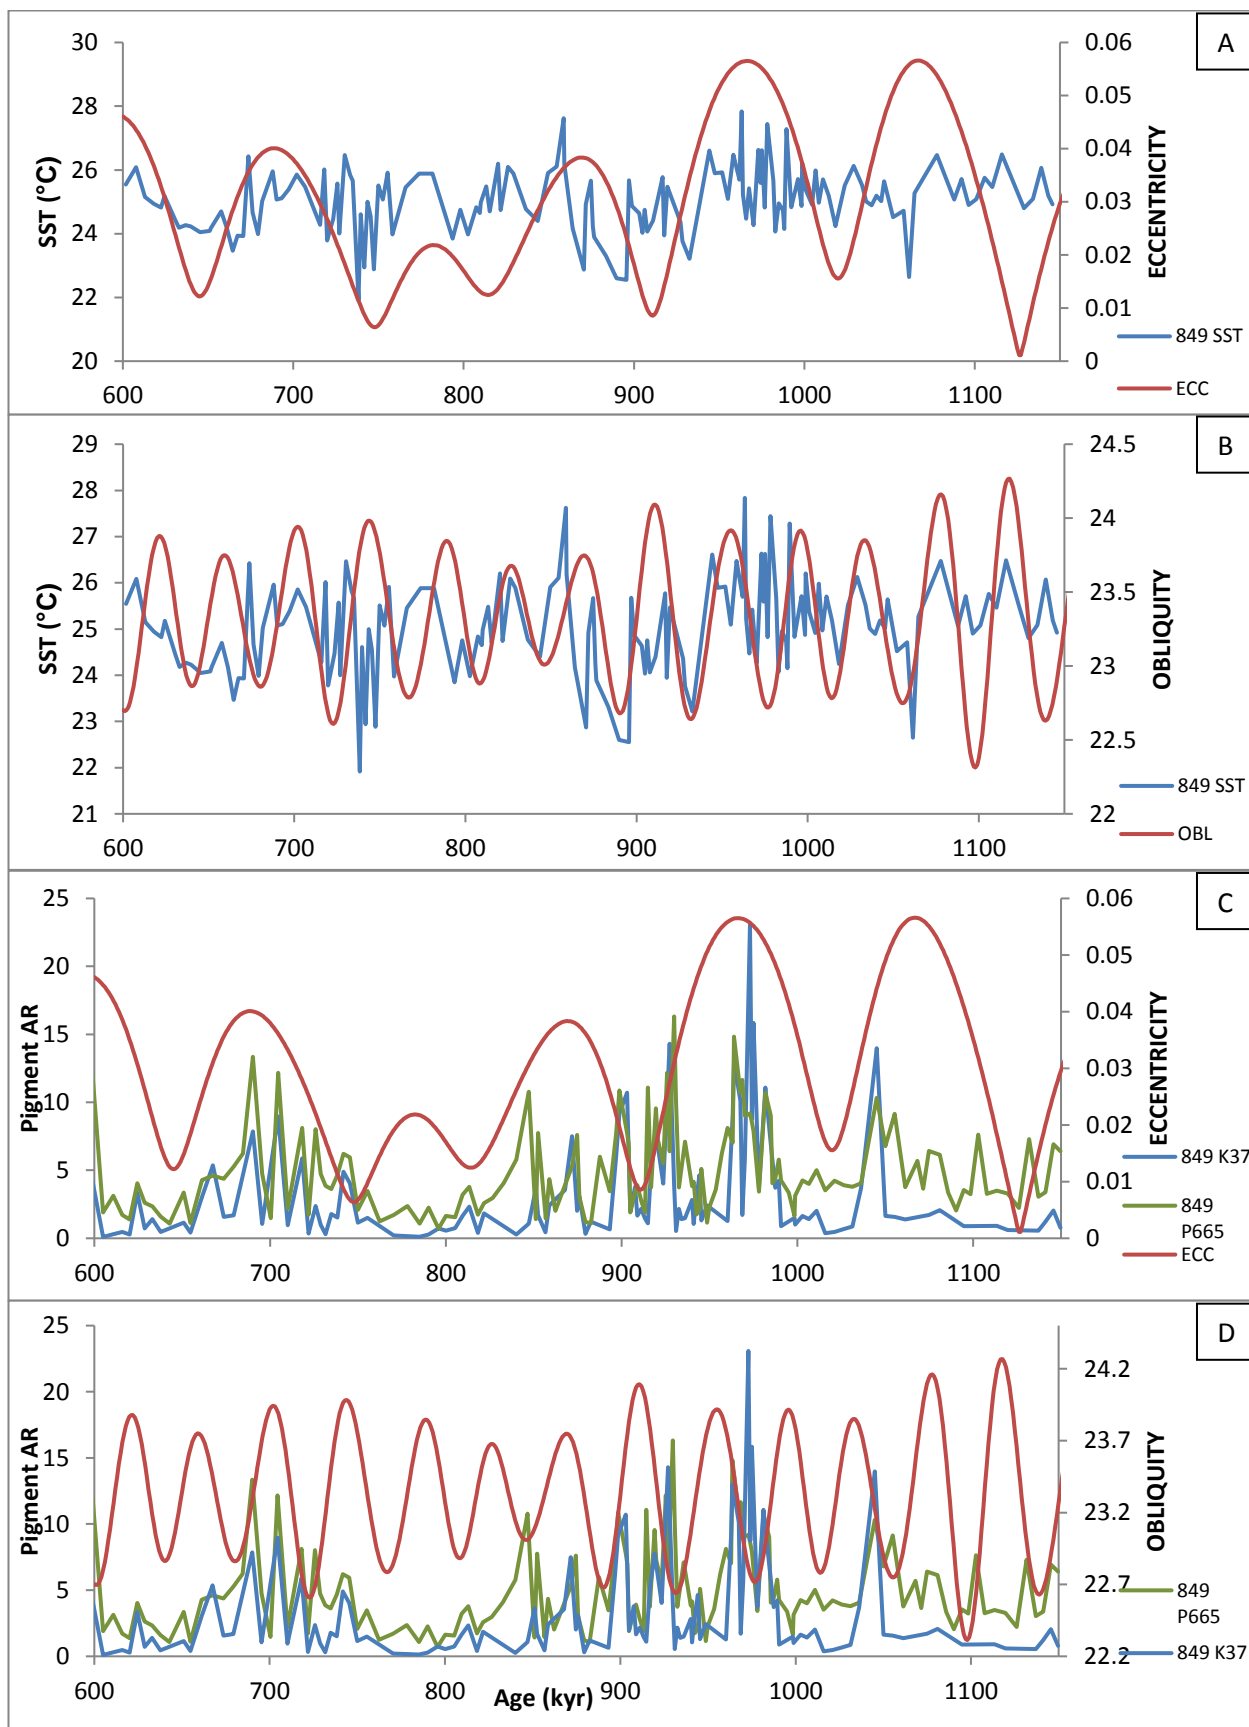 A
30
28
26
24
22
20
SST (°C)
0.06
0.05
0.04
0.03
0.02
0.01
0
ECCENTRICITY
849 SST
ECC
600 700 800 900 1000 1100
B
29
28
27
26
25
24
23
22
21
SST (°C)
24.5
24
23.5
23
22.5
22
OBLIQUITY
849 SST
OBL
600 700 800 900 1000 1100
C
25
20
15
10
5
0
Pigment AR
0.06
0.05
0.04
0.03
0.02
0.01
0
ECCENTRICITY
849 K37
849
P665
ECC
600 700 800 900 1000 1100
D
25
20
15
10
5
0
Pigment AR
24.2
23.7
23.2
22.7
22.2
OBLIQUITY
849
P665
849 K37
600 700 800 900 1000 1100
Age (kyr)